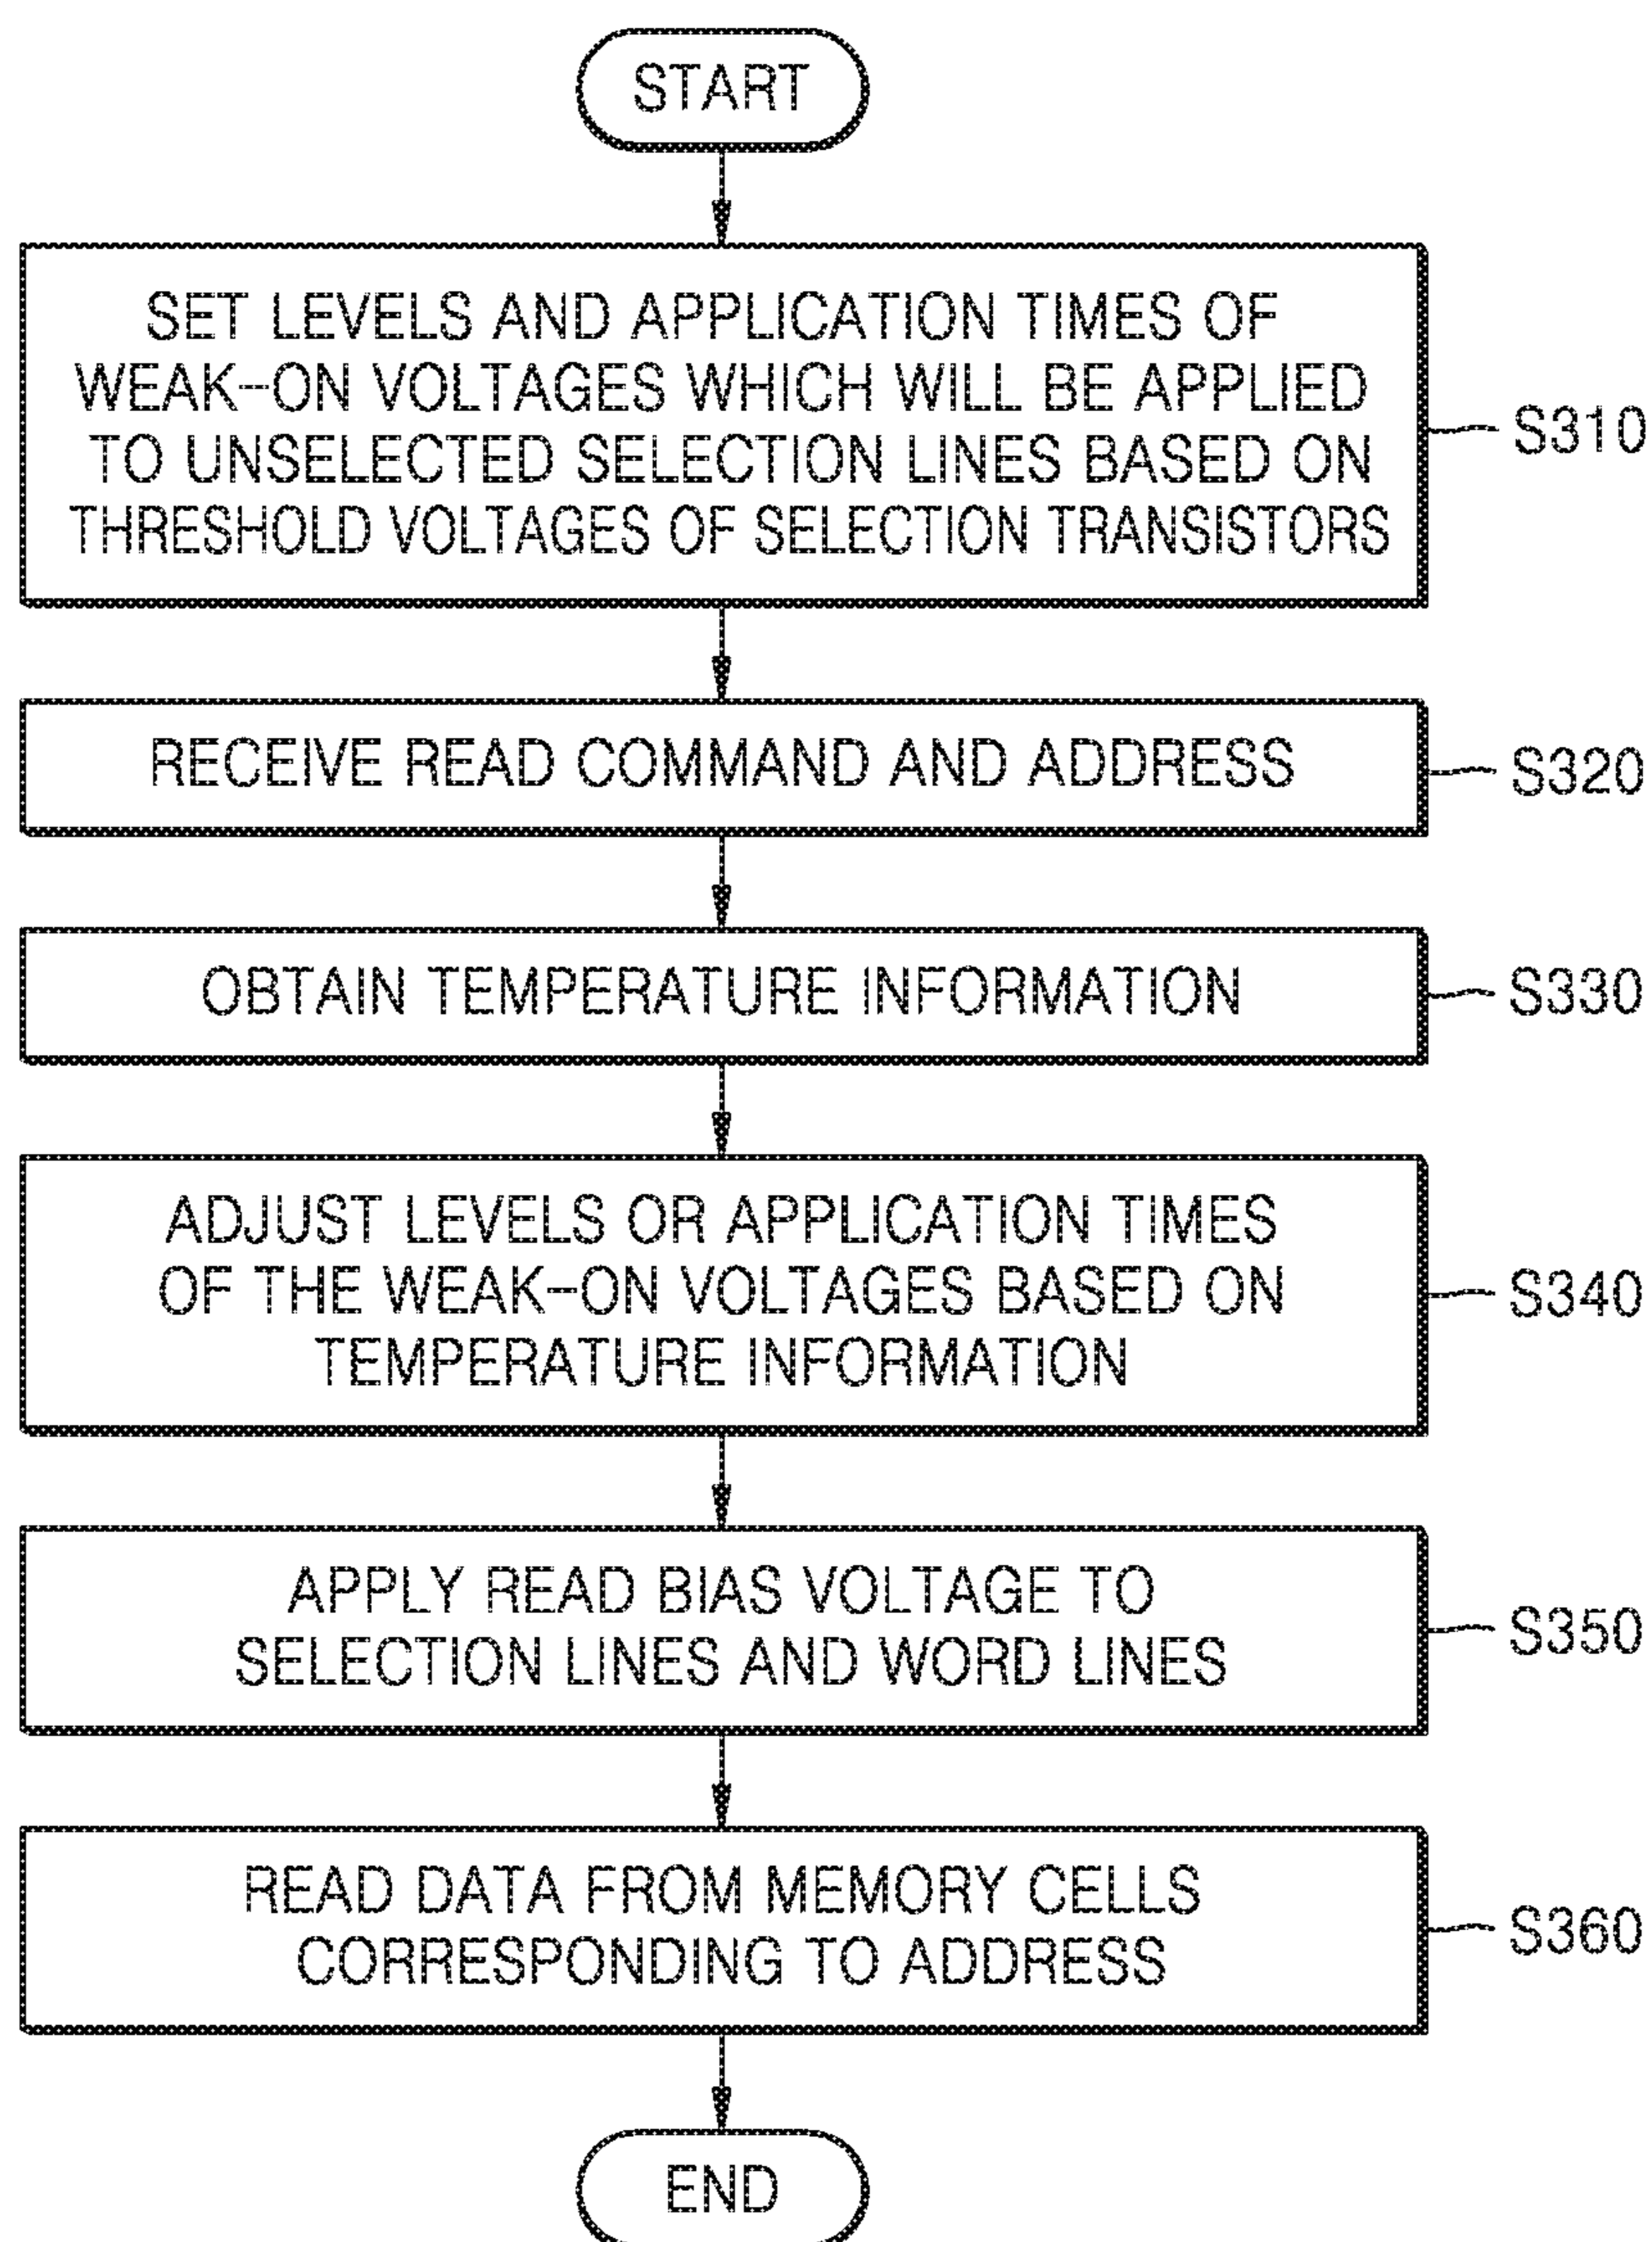 START
SET LEVELS AND APPLICATION TIMES OF
WEAK-ON VOLTAGES WHICH WILL BE APPLIED
TO UNSELECTED SELECTION LINES BASED ON
THRESHOLD VOLTAGES OF SELECTION TRANSISTORS
S310
RECEIVE READ COMMAND AND ADDRESS
S320
OBTAIN TEMPERATURE INFORMATION
S330
ADJUST LEVELS OR APPLICATION TIMES
OF THE WEAK-ON VOLTAGES BASED ON
TEMPERATURE INFORMATION
S340
APPLY READ BIAS VOLTAGE TO
SELECTION LINES AND WORD LINES
S350
READ DATA FROM MEMORY CELLS
CORRESPONDING TO ADDRESS
S360
END